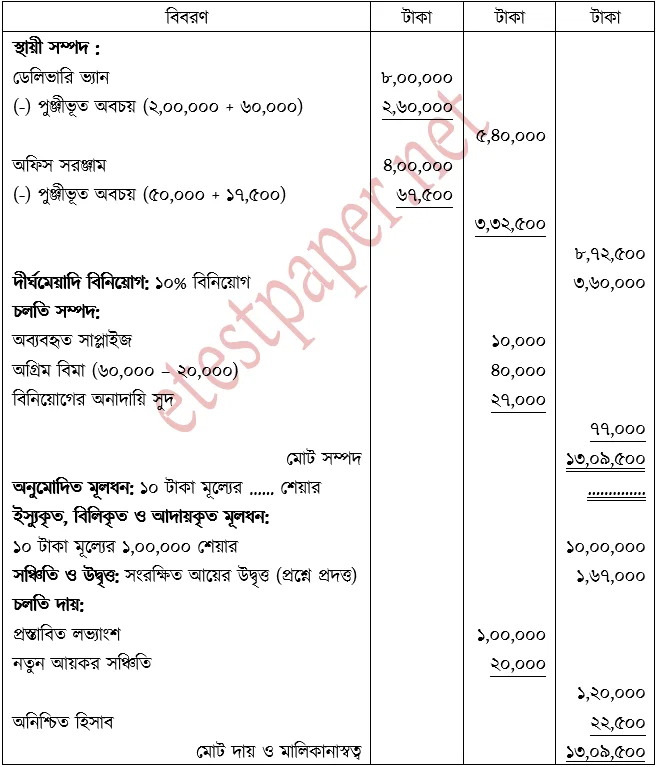 বিবরণ টাকা টাকা টাকা
স্থায়ী সম্পদ :
ডেলিভারি ভ্যান ৮,০০,০০০
(-) পুঞ্জীভূত অবচয় (২,০০,০০০ + ৬০,০০০) ২,৬০,০০০
৫,৪০,০০০
অফিস সরঞ্জাম ৪,০০,০০০
(-) পুঞ্জীভূত অবচয় (৫০,০০০ + ১৭,৫০০) ৬৭,৫০০
৩,৩২,৫০০
৮,৭২,৫০০
দীর্ঘমেয়াদি বিনিয়োগ: ১০% বিনিয়োগ ৩,৬০,০০০
চলতি সম্পদ:
অব্যবহৃত সাপ্লাইজ ১০,০০০
অগ্রিম বিমা (৬০,০০০ – ২০,০০০) ৪০,০০০
বিনিয়োগের অনাদায়ি সুদ ২৭,০০০
৭৭,০০০
মোট সম্পদ ১৩,০৯,৫০০
অনুমোদিত মূলধন: ১০ টাকা মূল্যের ...... শেয়ার .............
ইস্যুকৃত, বিলিকৃত ও আদায়কৃত মূলধন:
১০ টাকা মূল্যের ১,০০,০০০ শেয়ার ১০,০০,০০০
সঞ্চিতি ও উদ্বৃত্ত: সংরক্ষিত আয়ের উদ্বৃত্ত (প্রশ্নে প্রদত্ত) ১,৬৭,০০০
চলতি দায়:
প্রস্তাবিত লভ্যাংশ ১,০০,০০০
নতুন আয়কর সঞ্চিতি ২০,০০০
১,২০,০০০
অনিশ্চিত হিসাব ২২,৫০০
মোট দায় ও মালিকানাস্বত্ব ১৩,০৯,৫০০
etestpaper.net